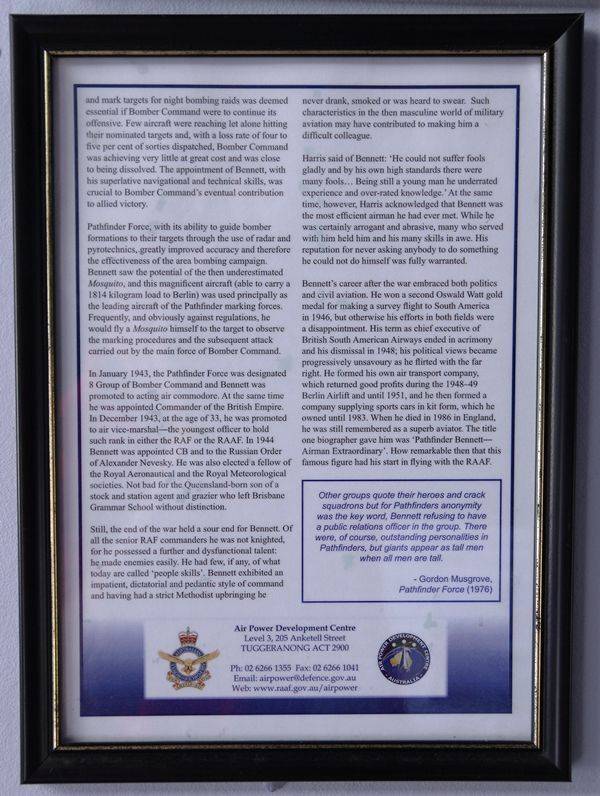 and mark targets for night bombing raids was deemed
essential if Bomber Command were to continue its
offensive. Few aircraft were reaching let alone hitting
their nominated targets and, with a loss rate of four to
five per cent of sorties dispatched, Bomber Command
was achieving very little at great cost and was close
to being dissolved. The appointment of Bennett, with
his superlative navigational and technical skills, was
crucial to Bomber Command's eventual contribution
to allied victory.
Pathfinder Force, with its ability to guide bomber
formations to their targets through the use of radar and
pyrotechnics, greatly improved accuracy and therefore
the effectiveness of the area bombing campaign.
Bennett saw the potential of the then underestimated
Mosquito, and this magnificent aircraft (able to carry a
1814 kilogram load to Berlin) was used principally as
the leading aircraft of the Pathfinder marking forces.
Frequently, and obviously against regulations, he
would fly a Mosquito himself to the target to observe
the marking procedures and the subsequent attack
carried out by the main force of Bomber Command.
In January 1943, the Pathfinder Force was designated
8 Group of Bomber Command and Bennett was
promoted to acting air commodore. At the same time
he was appointed Commander of the British Empire.
In December 1943, at the age of 33, he was promoted
to air vice-marshal—the youngest officer to hold
such rank in either the RAF or the RAAF. In 1944
Bennett was appointed CB and to the Russian Order
of Alexander Nevesky. He was also elected a fellow of
the Royal Aeronautical and the Royal Meteorological
societies. Not bad for the Queensland-born son of a
stock and station agent and grazier who left Brisbane
Grammar School without distinction.
Still, the end of the war held a sour end for Bennett. Of
all the senior RAF commanders he was not knighted,
for he possessed a further and dysfunctional talent:
he made enemies easily. He had few, if any, of what
today are called 'people skills'. Bennett exhibited an
impatient, dictatorial and pedantic style of command
and having had a strict Methodist upbringing he
never drank, smoked or was heard to swear. Such
characteristics in the then masculine world of military
aviation may have contributed to making him a
difficult colleague.
Harris said of Bennett: 'He could not suffer fools
gladly and by his own high standards there were
many fools… Being still a young man he underrated
experience and over-rated knowledge.' At the same
time, however, Harris acknowledged that Bennett was
the most efficient airman he had ever met. While he
was certainly arrogant and abrasive, many who served
with him held him and his many skills in awe. His
reputation for never asking anybody to do something
he could not do himself was fully warranted.
Bennett's career after the war embraced both politics
and civil aviation. He won a second Oswald Watt gold
medal for making a survey flight to South America
in 1946, but otherwise his efforts in both fields were
a disappointment. His term as chief executive of
British South American Airways ended in acrimony
and his dismissal in 1948; his political views became
progressively unsavoury as he flirted with the far
right. He formed his own air transport company,
which returned good profits during the 1948–49
Berlin Airlift and until 1951, and he then formed a
company supplying sports cars in kit form, which he
owned until 1983. When he died in 1986 in England,
he was still remembered as a superb aviator. The title
one biographer gave him was 'Pathfinder Bennett—
Airman Extraordinary'. How remarkable then that this
famous figure had his start in flying with the RAAF.
Other groups quote their heroes and crack
squadrons but for Pathfinders anonymity
was the key word, Bennett refusing to have
a public relations officer in the group. There
were, of course, outstanding personalities in
Pathfinders, but giants appear as tall men
when all men are tall.
- Gordon Musgrove,
Pathfinder Force (1976)
Air Power Development Centre
Level 3, 205 Anketell Street
TUGGERANONG ACT 2900
Ph: 02 6266 1355 Fax: 02 6266 1041
Email: airpower@defence.gov.au
Web: www.raaf.gov.au/airpower
AIR POWER DEVELOPMENT CENTRE
AUSTRALIA